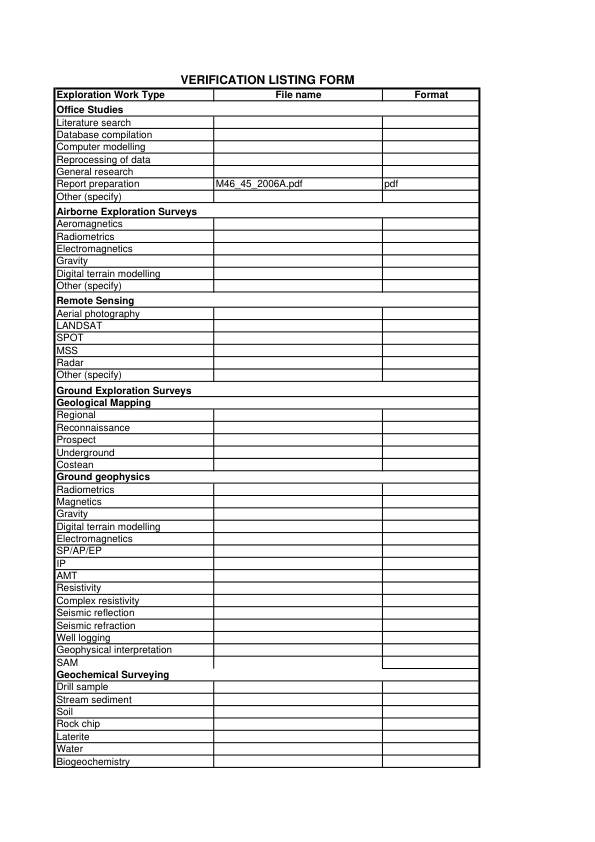 VERIFICATION LISTING FORM
Exploration Work Type File name Format
Office Studies
Literature search
Database compilation
Computer modelling
Reprocessing of data
General research
Report preparation M46_45_2006A.pdf pdf
Other (specify)
Airborne Exploration Surveys
Aeromagnetics
Radiometrics
Electromagnetics
Gravity
Digital terrain modelling
Other (specify)
Remote Sensing
Aerial photography
LANDSAT
SPOT
MSS
Radar
Other (specify)
Ground Exploration Surveys
Geological Mapping
Regional
Reconnaissance
Prospect
Underground
Costean
Ground geophysics
Radiometrics
Magnetics
Gravity
Digital terrain modelling
Electromagnetics
SP/AP/EP
IP
AMT
Resistivity
Complex resistivity
Seismic reflection
Seismic refraction
Well logging
Geophysical interpretation
SAM
Geochemical Surveying
Drill sample
Stream sediment
Soil
Rock chip
Laterite
Water
Biogeochemistry